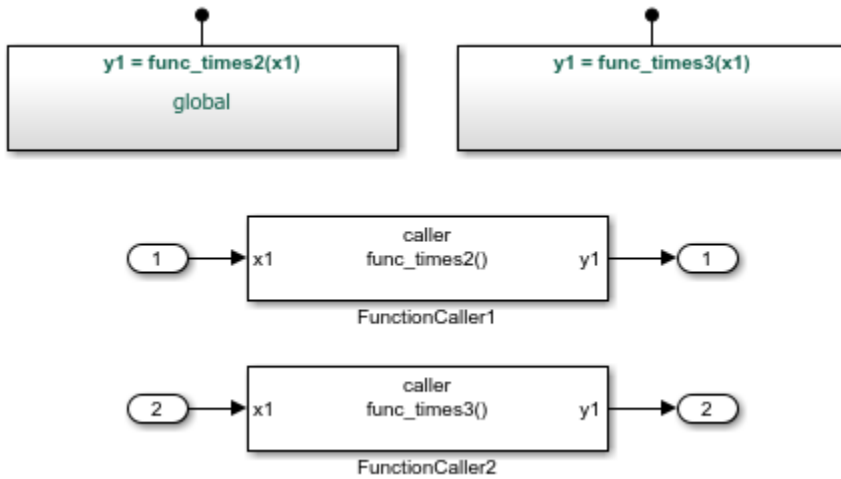 y1 = func_times2(x1)
global
y1 = func_times3(x1)
1
x1
caller
func_times2()
y1
1
FunctionCaller1
2
x1
caller
func_times3()
y1
2
FunctionCaller2